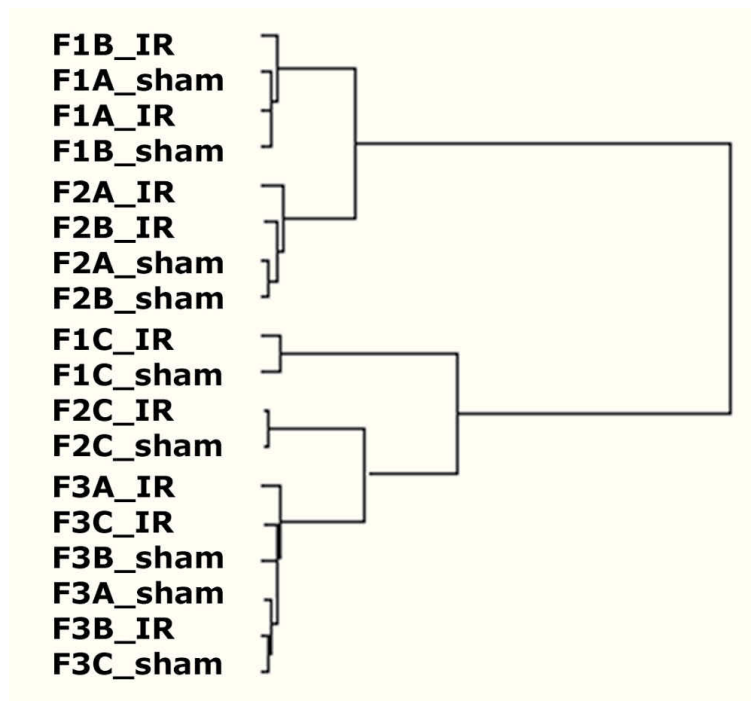 F1B_IR
F1A_sham
F1A_IR
F1B_sham
F2A_IR
F2B_IR
F2A_sham
F2B_sham
F1C_IR
F1C_sham
F2C_IR
F2C_sham
F3A_IR
F3C_IR
F3B_sham
F3A_sham
F3B_IR
F3C_sham